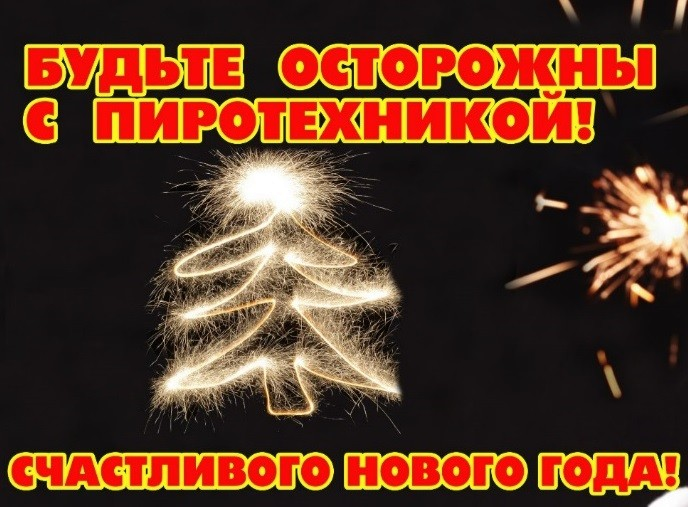 БУДЬТЕ ОСТОРОЖНЫ
С ПИРОТЕХНИКОЙ!
СЧАСТЛИВОГО НОВОГО ГОДА!